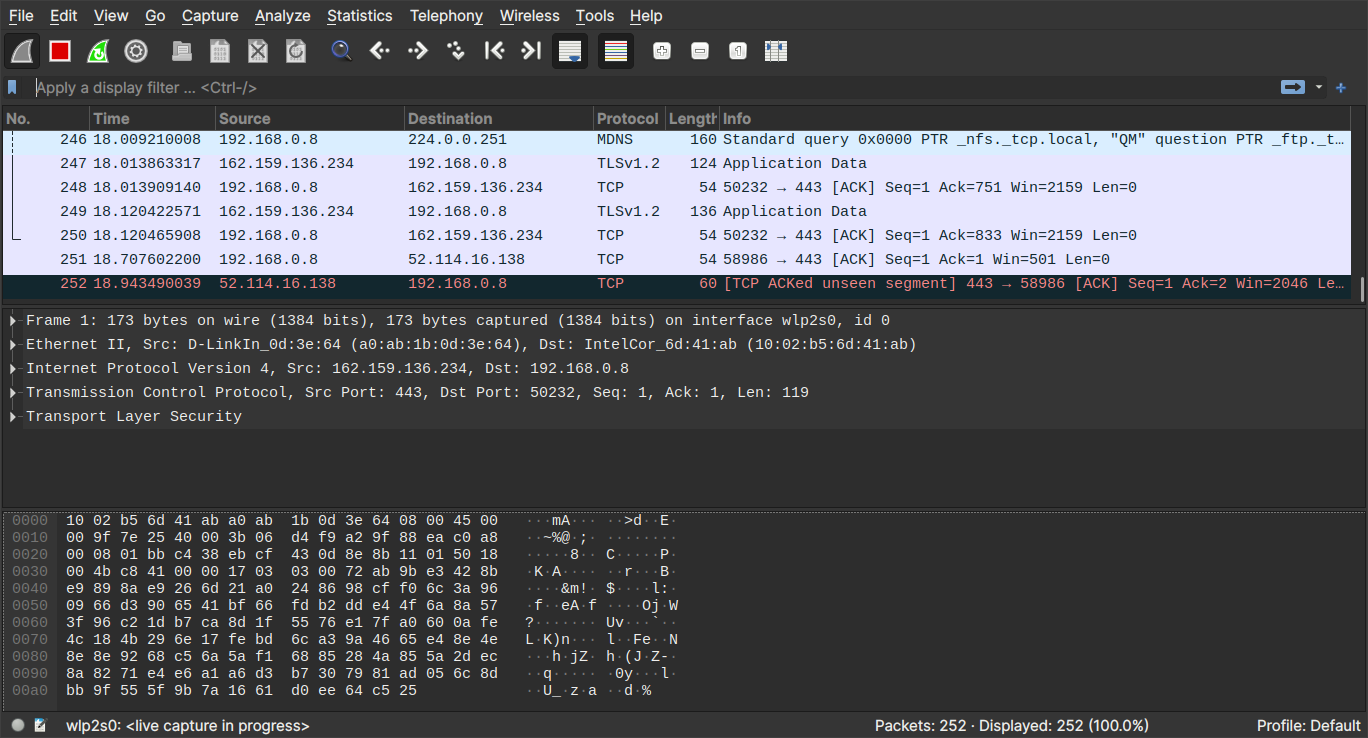 File Edit View Go Capture Analyze Statistics Telephony Wireless Tools Help
Apply a display filter ... <Ctrl-/>
No. Time Source Destination Protocol Length Info
246 18.009210008 192.168.0.8 224.0.0.251 MDNS 160 Standard query 0x0000 PTR _nfs._tcp.local, "QM" question PTR _ftp._t…
247 18.013863317 162.159.136.234 192.168.0.8 TLSv1.2 124 Application Data
248 18.013909140 192.168.0.8 162.159.136.234 TCP 54 50232 → 443 [ACK] Seq=1 Ack=751 Win=2159 Len=0
249 18.120422571 162.159.136.234 192.168.0.8 TLSv1.2 136 Application Data
250 18.120465908 192.168.0.8 162.159.136.234 TCP 54 50232 → 443 [ACK] Seq=1 Ack=833 Win=2159 Len=0
251 18.707602200 192.168.0.8 52.114.16.138 TCP 54 58986 → 443 [ACK] Seq=1 Ack=1 Win=501 Len=0
252 18.943490039 52.114.16.138 192.168.0.8 TCP 60 [TCP ACKed unseen segment] 443 → 58986 [ACK] Seq=1 Ack=2 Win=2046 Le…
Frame 1: 173 bytes on wire (1384 bits), 173 bytes captured (1384 bits) on interface wlp2s0, id 0
Ethernet II, Src: D-LinkIn_0d:3e:64 (a0:ab:1b:0d:3e:64), Dst: IntelCor_6d:41:ab (10:02:b5:6d:41:ab)
Internet Protocol Version 4, Src: 162.159.136.234, Dst: 192.168.0.8
Transmission Control Protocol, Src Port: 443, Dst Port: 50232, Seq: 1, Ack: 1, Len: 119
Transport Layer Security
0000 10 02 b5 6d 41 ab a0 ab 1b 0d 3e 64 08 00 45 00 ···mA··· ··>d··E·
0010 00 9f 7e 25 40 00 3b 06 d4 f9 a2 9f 88 ea c0 a8 ··~%@·;· ········
0020 00 08 01 bb c4 38 eb cf 43 0d 8e 8b 11 01 50 18 ·····8·· C·····P·
0030 00 4b c8 41 00 00 17 03 03 00 72 ab 9b e3 42 8b ·K·A···· ··r···B·
0040 e9 89 8a e9 26 6d 21 a0 24 86 98 cf f0 6c 3a 96 ····&m!· $····l:·
0050 09 66 d3 90 65 41 bf 66 fd b2 dd e4 4f 6a 8a 57 ·f··eA·f ····Oj·W
0060 3f 96 c2 1d b7 ca 8d 1f 55 76 e1 7f a0 60 0a fe ?······· Uv···`··
0070 4c 18 4b 29 6e 17 fe bd 6c a3 9a 46 65 e4 8e 4e L·K)n··· l··Fe··N
0080 8e 8e 92 68 c5 6a 5a f1 68 85 28 4a 85 5a 2d ec ···h·jZ· h·(J·Z-·
0090 8a 82 71 e4 e6 a1 a6 d3 b7 30 79 81 ad 05 6c 8d ··q····· ·0y···l·
00a0 bb 9f 55 5f 9b 7a 16 61 d0 ee 64 c5 25 ··U_·z·a ··d·%
wlp2s0: <live capture in progress> Packets: 252 · Displayed: 252 (100.0%) Profile: Default